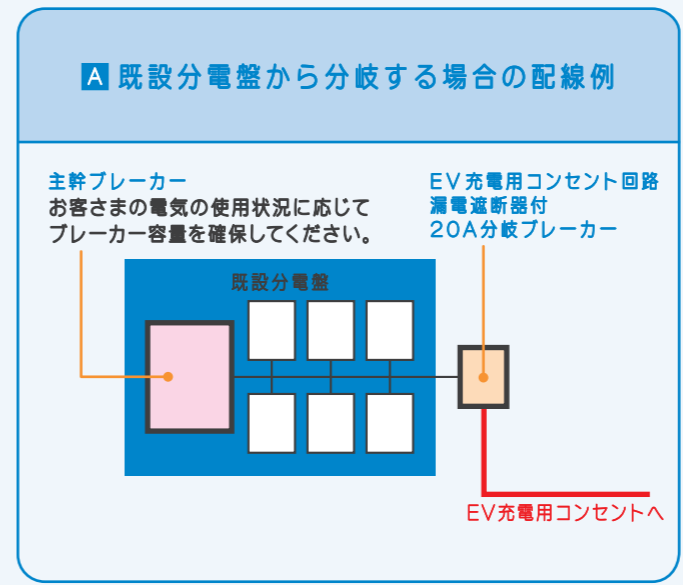 A 既設分電盤から分岐する場合の配線例
主幹ブレーカー
お客さまの電気の使用状況に応じて
ブレーカー容量を確保してください。
EV充電用コンセント回路
漏電遮断器付
20A分岐ブレーカー
既設分電盤
EV充電用コンセントへ